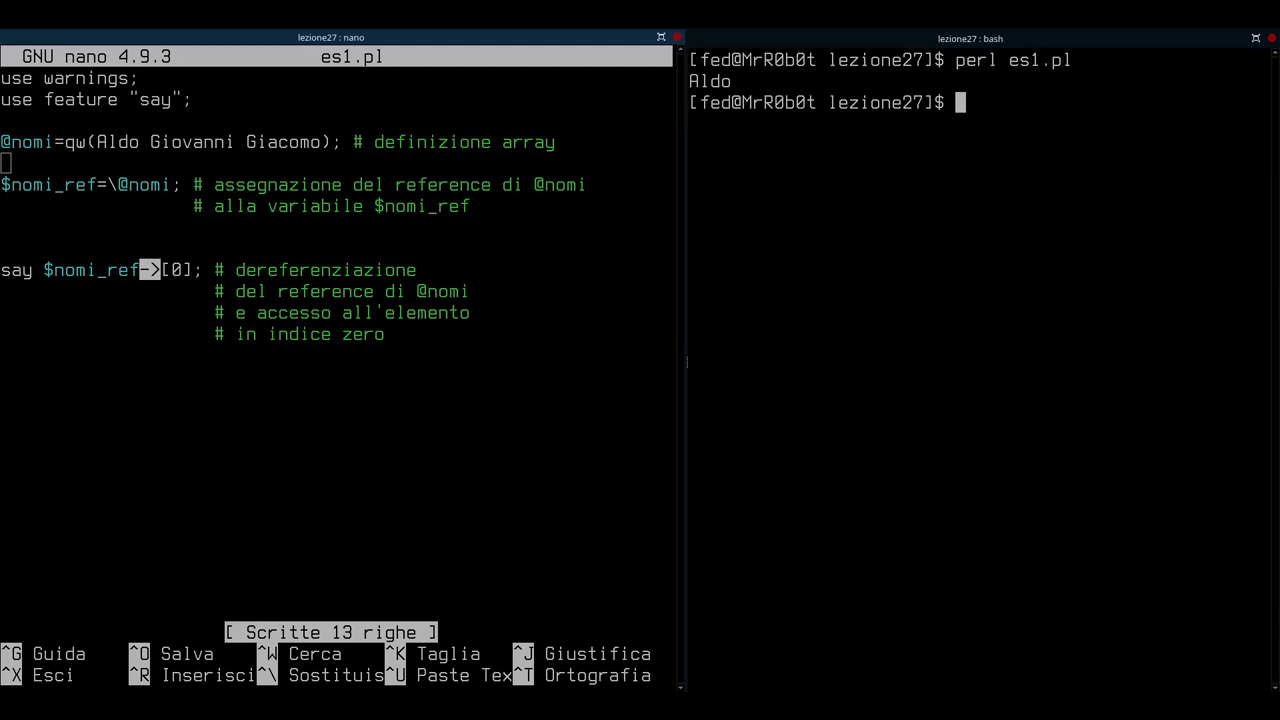 lezione27 : nano
GNU nano 4.9.3 es1.pl
use warnings;
use feature "say";
@nomi=qw(Aldo Giovanni Giacomo); # definizione array
$nomi_ref=\@nomi; # assegnazione del reference di @nomi
# alla variabile $nomi_ref
say $nomi_ref->[0]; # dereferenziazione
# del reference di @nomi
# e accesso all'elemento
# in indice zero
[ Scritte 13 righe ]
^G Guida ^O Salva ^W Cerca ^K Taglia ^J Giustifica
^X Esci ^R Inserisci ^\ Sostituis ^U Paste Tex ^T Ortografia
lezione27 : bash
[fed@MrR0b0t lezione27]$ perl es1.pl
Aldo
[fed@MrR0b0t lezione27]$